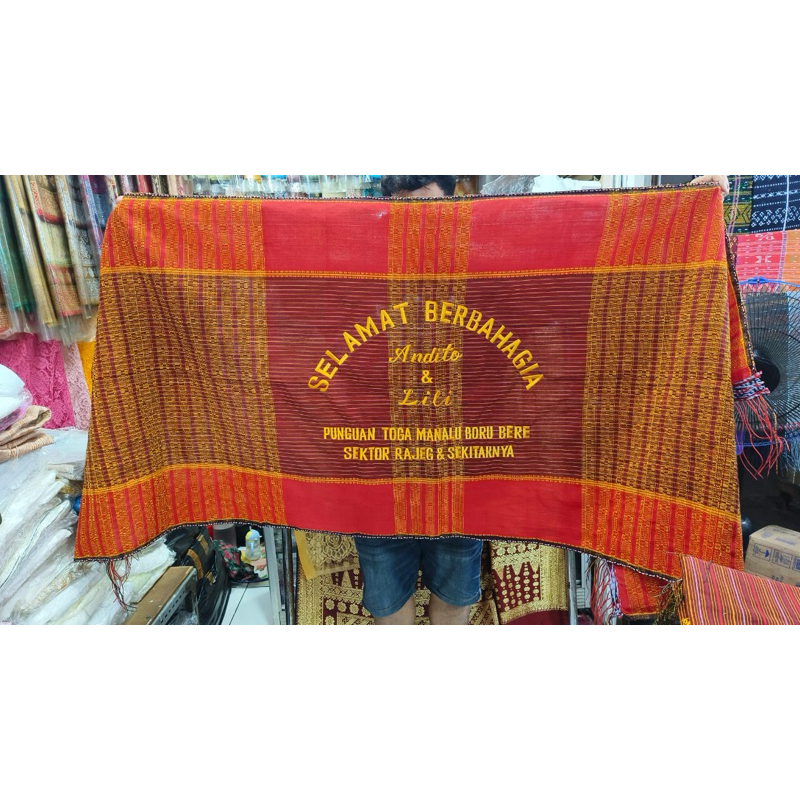 SELAMAT BERBAHAGIA
Andito
&
Lili
PUNGUAN TOGA MANALU BORU BERE
SEKTOR RAJEG & SEKITARNYA